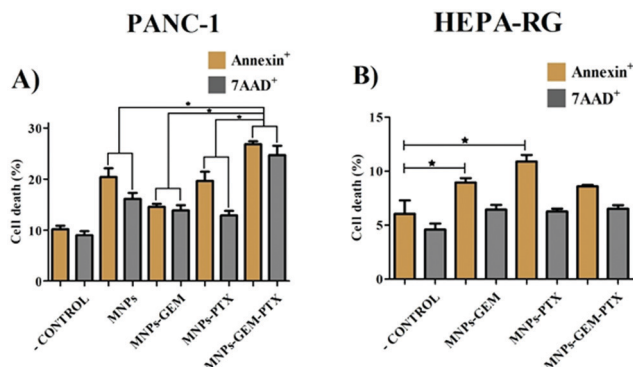 PANC-1
HEPA-RG
A)
Annexin+
7AAD+
Cell death (%)
30
20
10
0
*
*
*
- CONTROL
MNPs
MNPs-GEM
MNPs-PTX
MNPs-GEM-PTX
B)
Annexin+
7AAD+
Cell death (%)
15
10
5
0
★
★
- CONTROL
MNPs-GEM
MNPs-PTX
MNPs-GEM-PTX